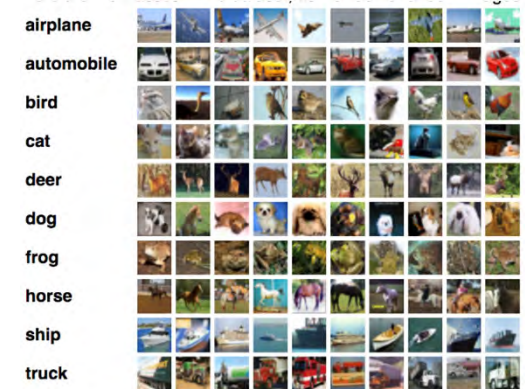 airplane
automobile
bird
cat
deer
dog
frog
horse
ship
truck